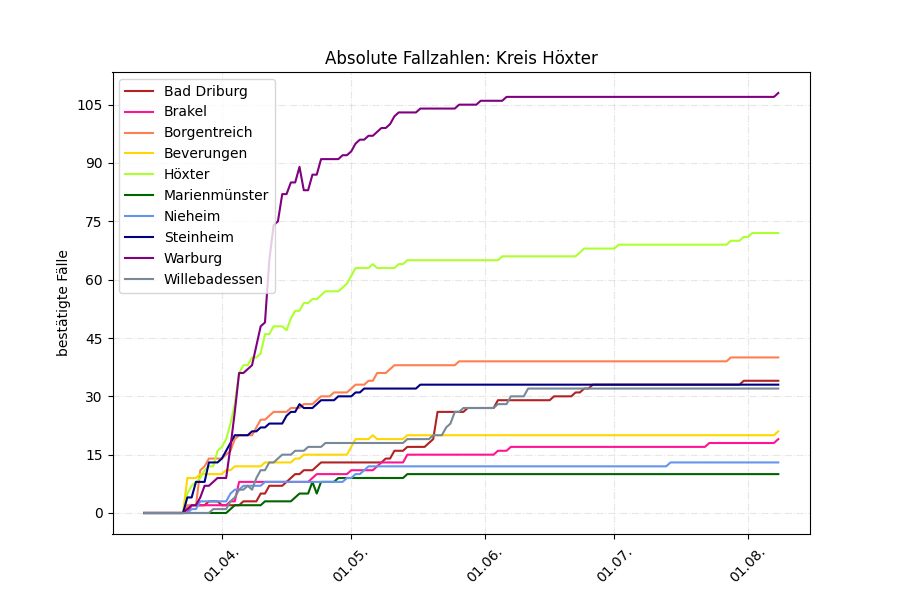 Absolute Fallzahlen: Kreis Höxter
bestätigte Fälle
105
90
75
60
45
30
15
0
Bad Driburg
Brakel
Borgentreich
Beverungen
Höxter
Marienmünster
Nieheim
Steinheim
Warburg
Willebadessen
01.04.
01.05.
01.06.
01.07.
01.08.